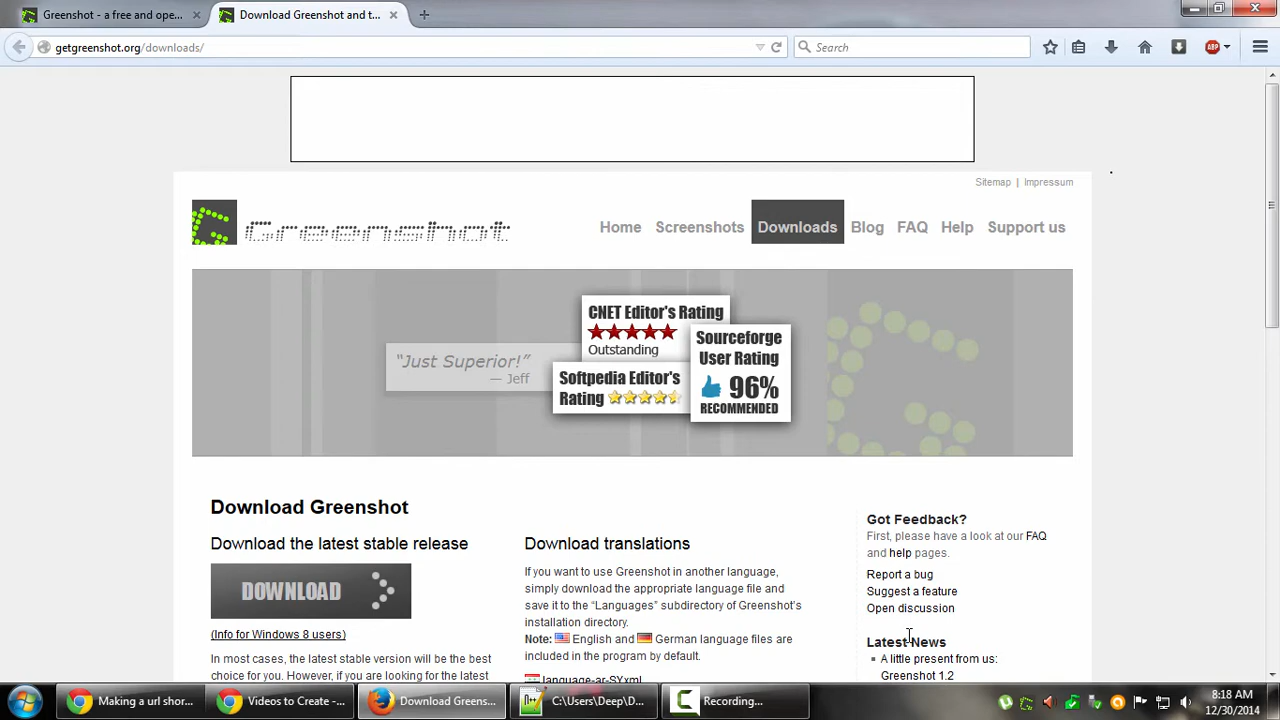 Greenshot - a free and ope...
Download Greenshot and t...
getgreenshot.org/downloads/
Search
ABP
Sitemap | Impressum
Greenshot
Home Screenshots Downloads Blog FAQ Help Support us
CNET Editor's Rating
Outstanding
Sourceforge
User Rating
96%
RECOMMENDED
"Just Superior!"
— Jeff
Softpedia Editor's
Rating
Download Greenshot
Download the latest stable release
DOWNLOAD
(Info for Windows 8 users)
In most cases, the latest stable version will be the best
choice for you. However, if you are looking for the latest
Download translations
If you want to use Greenshot in another language,
simply download the appropriate language file and
save it to the “Languages” subdirectory of Greenshot’s
installation directory.
Note: English and German language files are
included in the program by default.
language-ar-SY.xml
Got Feedback?
First, please have a look at our FAQ
and help pages.
Report a bug
Suggest a feature
Open discussion
Latest News
A little present from us:
Greenshot 1.2
Making a url shor...
Videos to Create -...
Download Greens...
C:\Users\Deep\D...
Recording...
8:18 AM
12/30/2014